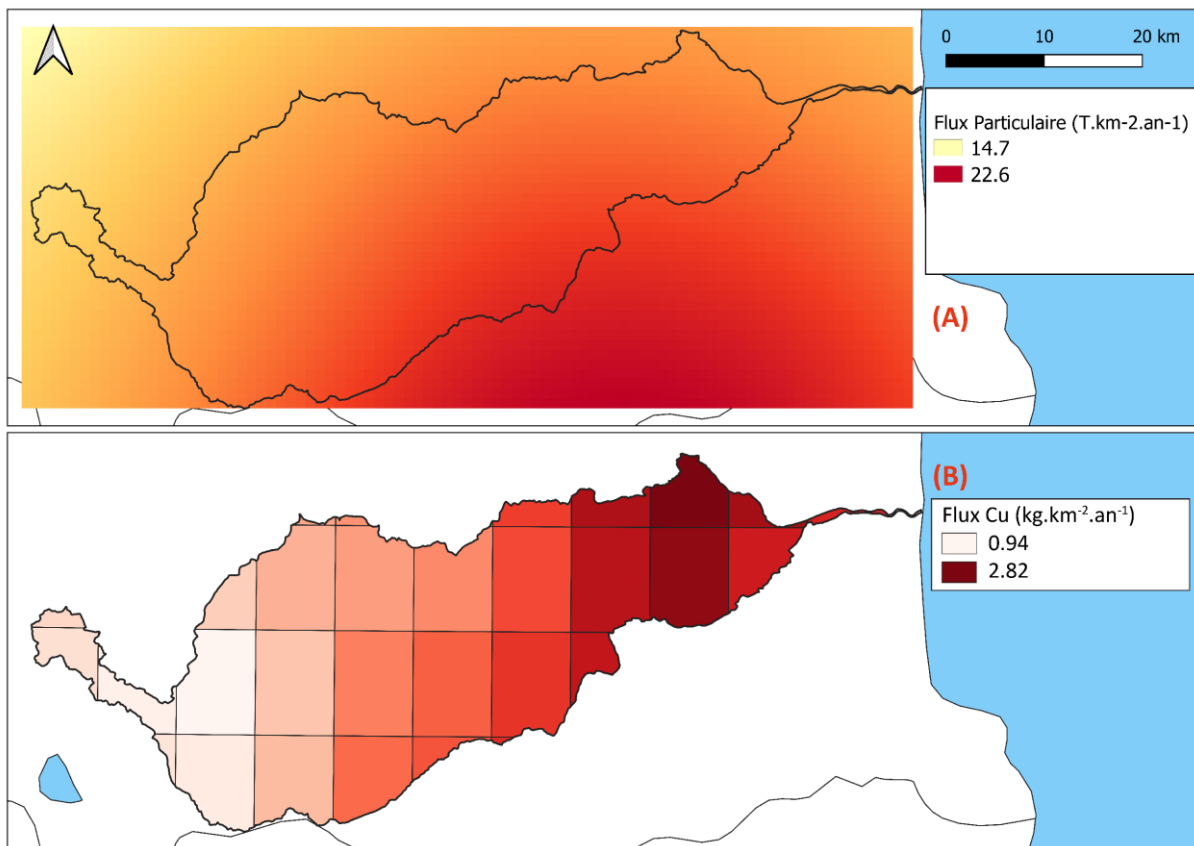 0 10 20 km
Flux Particulaire (T.km-2.an-1)
14.7
22.6
(A)
(B)
Flux Cu (kg.km⁻².an⁻¹)
0.94
2.82